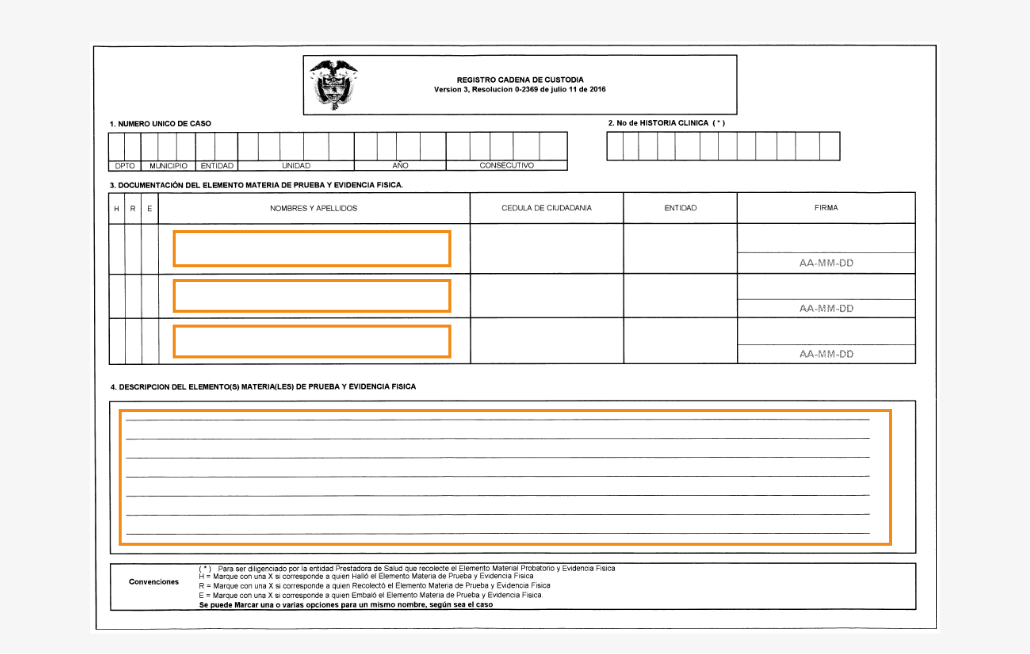 REGISTRO CADENA DE CUSTODIA
Version 3, Resolucion 0-2369 de julio 11 de 2016
1. NUMERO UNICO DE CASO
2. No de HISTORIA CLINICA ( * )
DPTO MUNICIPIO ENTIDAD UNIDAD AÑO CONSECUTIVO
3. DOCUMENTACIÓN DEL ELEMENTO MATERIA DE PRUEBA Y EVIDENCIA FISICA.
H R E NOMBRES Y APELLIDOS CEDULA DE CIUDADANIA ENTIDAD FIRMA
AA-MM-DD
AA-MM-DD
AA-MM-DD
4. DESCRIPCION DEL ELEMENTO(S) MATERIA(LES) DE PRUEBA Y EVIDENCIA FISICA
Convenciones
( * ) Para ser diligenciado por la entidad Prestadora de Salud que recolecte el Elemento Material Probatorio y Evidencia Fisica
H = Marque con una X si corresponde a quien Halló el Elemento Materia de Prueba y Evidencia Fisica
R = Marque con una X si corresponde a quien Recolectó el Elemento Materia de Prueba y Evidencia Fisica
E = Marque con una X si corresponde a quien Embaló el Elemento Materia de Prueba y Evidencia Fisica.
Se puede Marcar una o varias opciones para un mismo nombre, según sea el caso